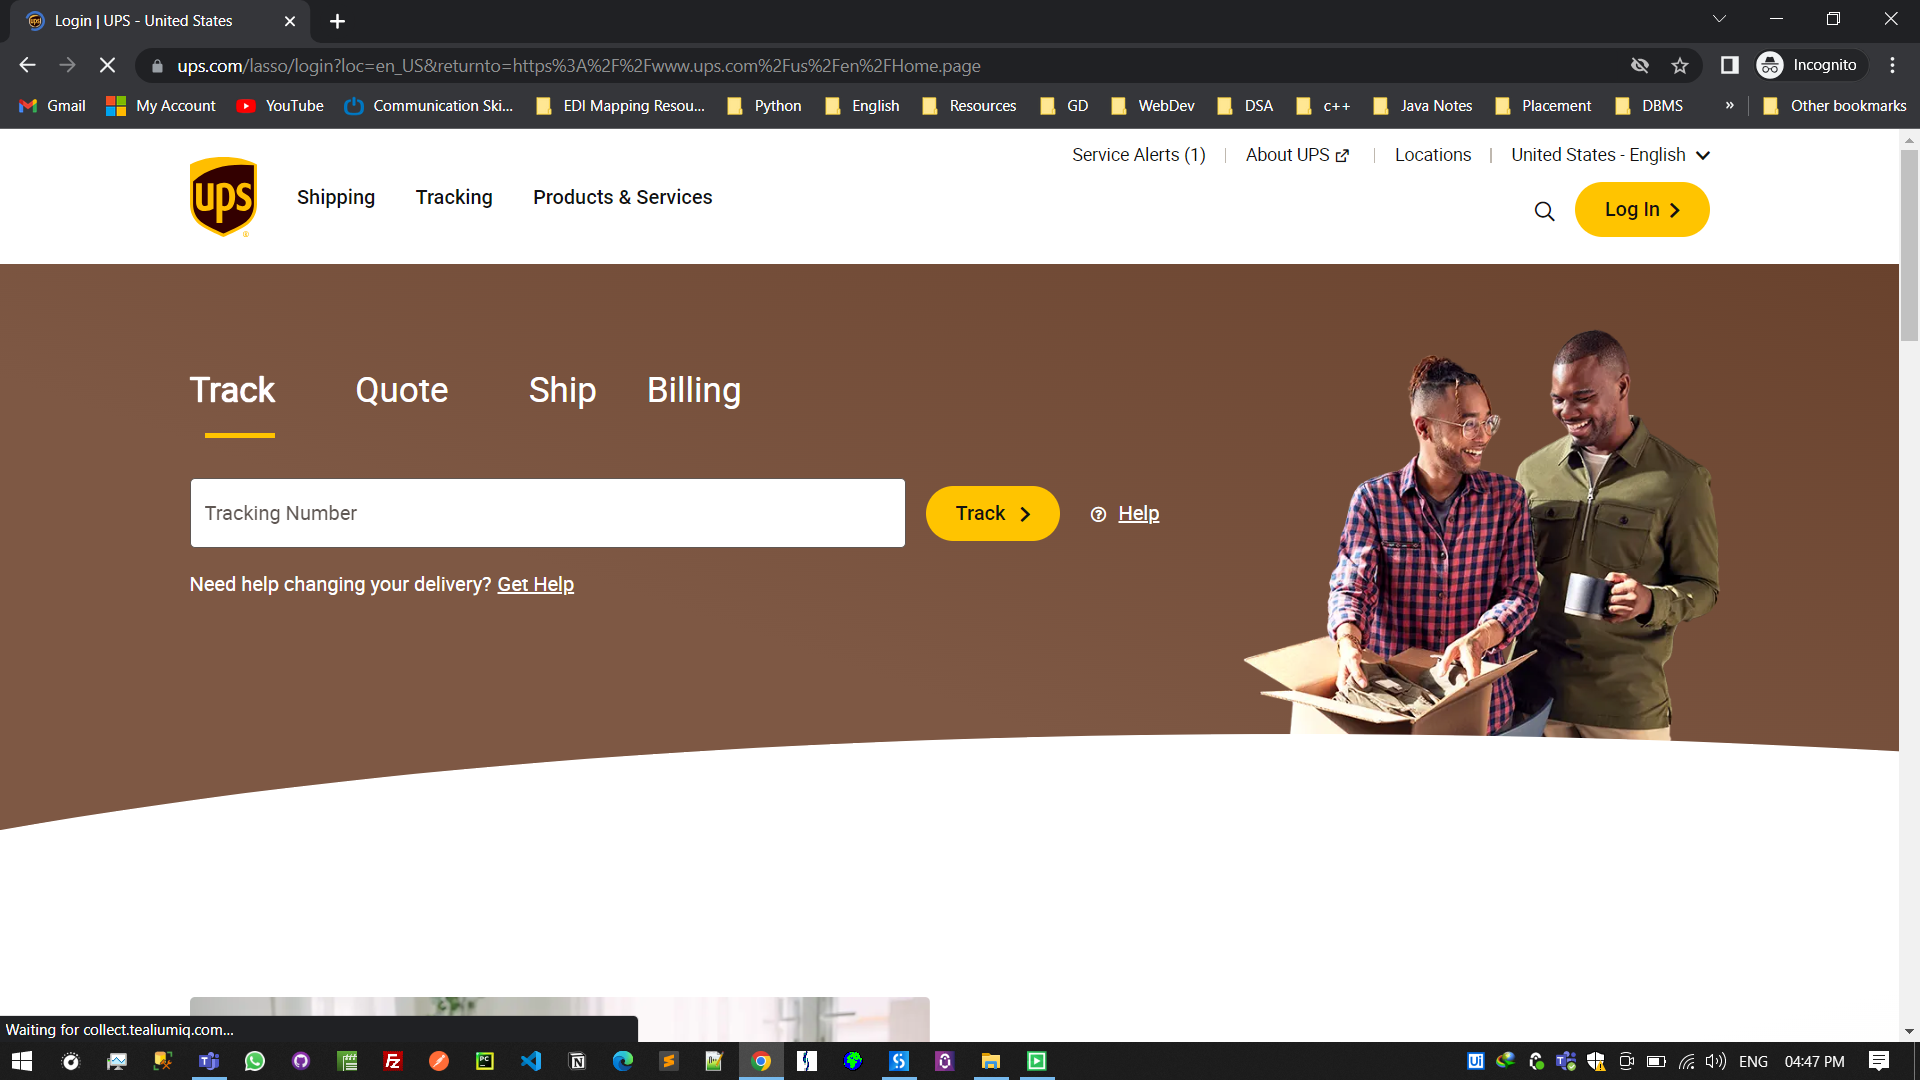 Login | UPS - United States
ups.com/lasso/login?loc=en_US&returnto=https%3A%2F%2Fwww.ups.com%2Fus%2Fen%2FHome.page
Incognito
Gmail My Account YouTube Communication Ski... EDI Mapping Resou... Python English Resources GD WebDev DSA c++ Java Notes Placement DBMS » Other bookmarks
Service Alerts (1) | About UPS | Locations | United States - English
ups Shipping Tracking Products & Services
Log In
Track Quote Ship Billing
Tracking Number
Track
Help
Need help changing your delivery? Get Help
Waiting for collect.tealiumiq.com...
ENG 04:47 PM